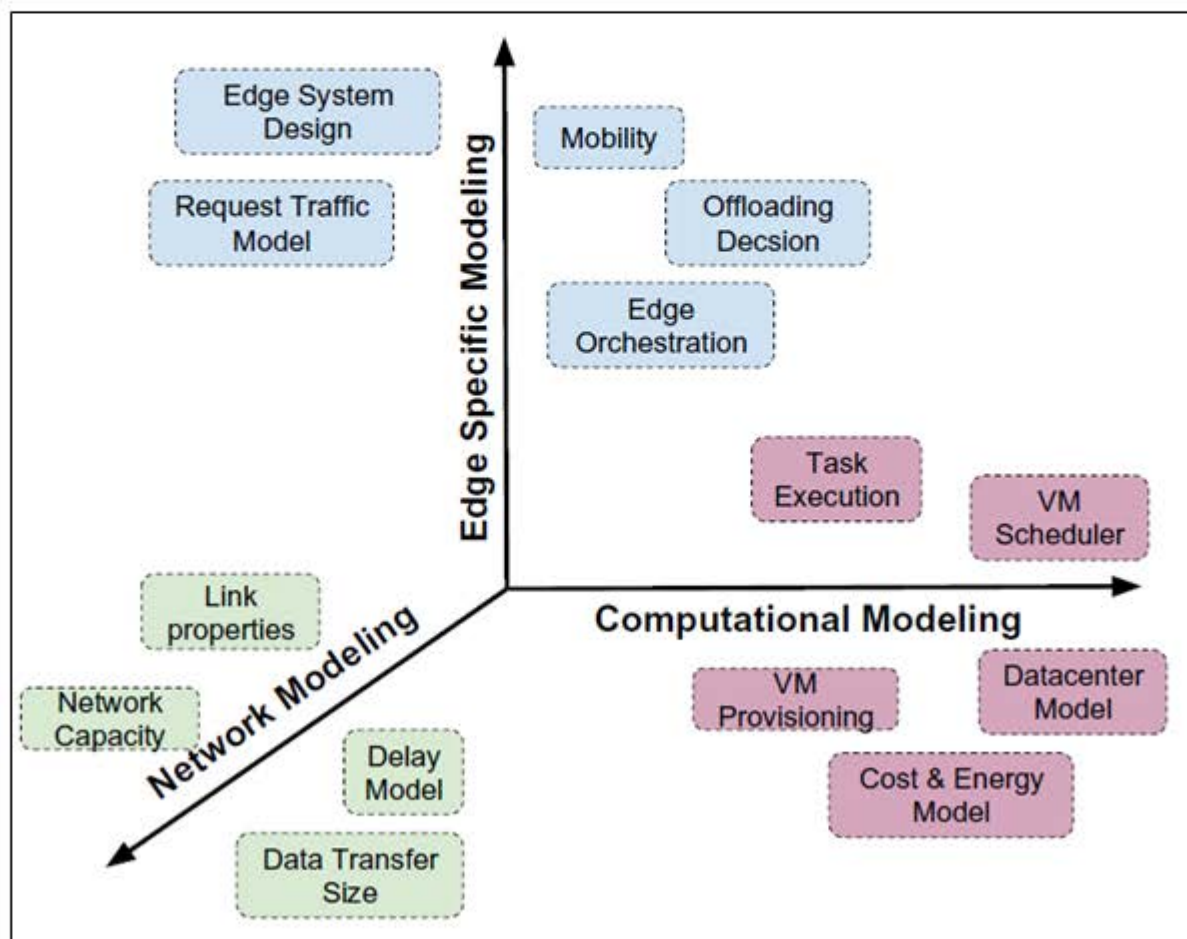 Edge System
Design
Mobility
Request Traffic
Model
Offloading
Decsion
Edge
Orchestration
Edge Specific Modeling
Task
Execution
VM
Scheduler
Computational Modeling
Link
properties
Network
Capacity
Network Modeling
Delay
Model
Data Transfer
Size
VM
Provisioning
Datacenter
Model
Cost & Energy
Model